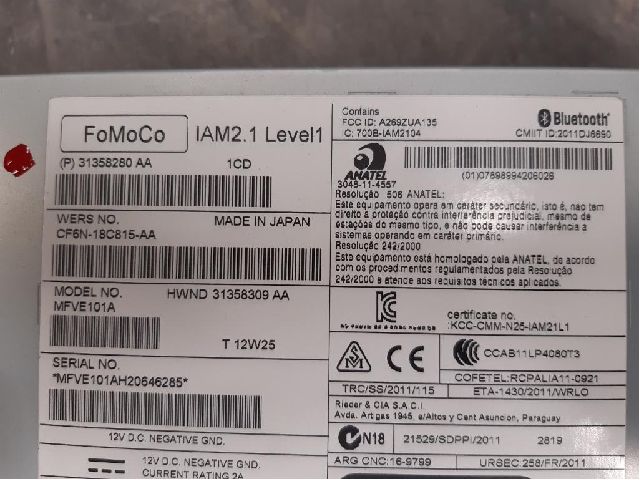 FoMoCo
IAM2.1 Level1
(P) 31358280 AA 1CD
WERS NO. MADE IN JAPAN
CF6N-18C815-AA
MODEL NO. HWND 31358309 AA
MFVE101A
T 12W25
SERIAL NO.
*MFVE101AH20646285*
12V D.C. NEGATIVE GND.
12V D.C. NEGATIVE GND.
CURRENT RATING 2A
Contains
FCC ID: A269ZUA135
IC: 700B-IAM2104
Bluetooth
CMIIT ID:2011DJ6690
ANATEL
3048-11-4557
(01)07898994206026
Resolução 506 ANATEL:
Este equipamento opera em caráter secundário, isto é, não tem
direito a proteção contra interferência prejudicial, mesmo de
estações do mesmo tipo, e não pode causar interferência a
sistemas operando em caráter primário.
Resolução 242/2000
Este equipamento está homologado pela ANATEL, de acordo
com os procedimentos regulamentados pela Resolução
242/2000 e atende aos requisitos técnicos aplicados.
certificate no.
:KCC-CMM-N25-IAM21L1
CE
CCAB11LP4060T3
COFETEL:RCPALIA11-0921
TRC/SS/2011/115 ETA-1430/2011/WRLO
Rieder & CIA S.A.C.I.
Avda. Artigas 1945, e/Altos y Cent Asuncion, Paraguay
N18 21526/SDPPI/2011 2819
ARG CNC:16-9799 URSEC:258/FR/2011